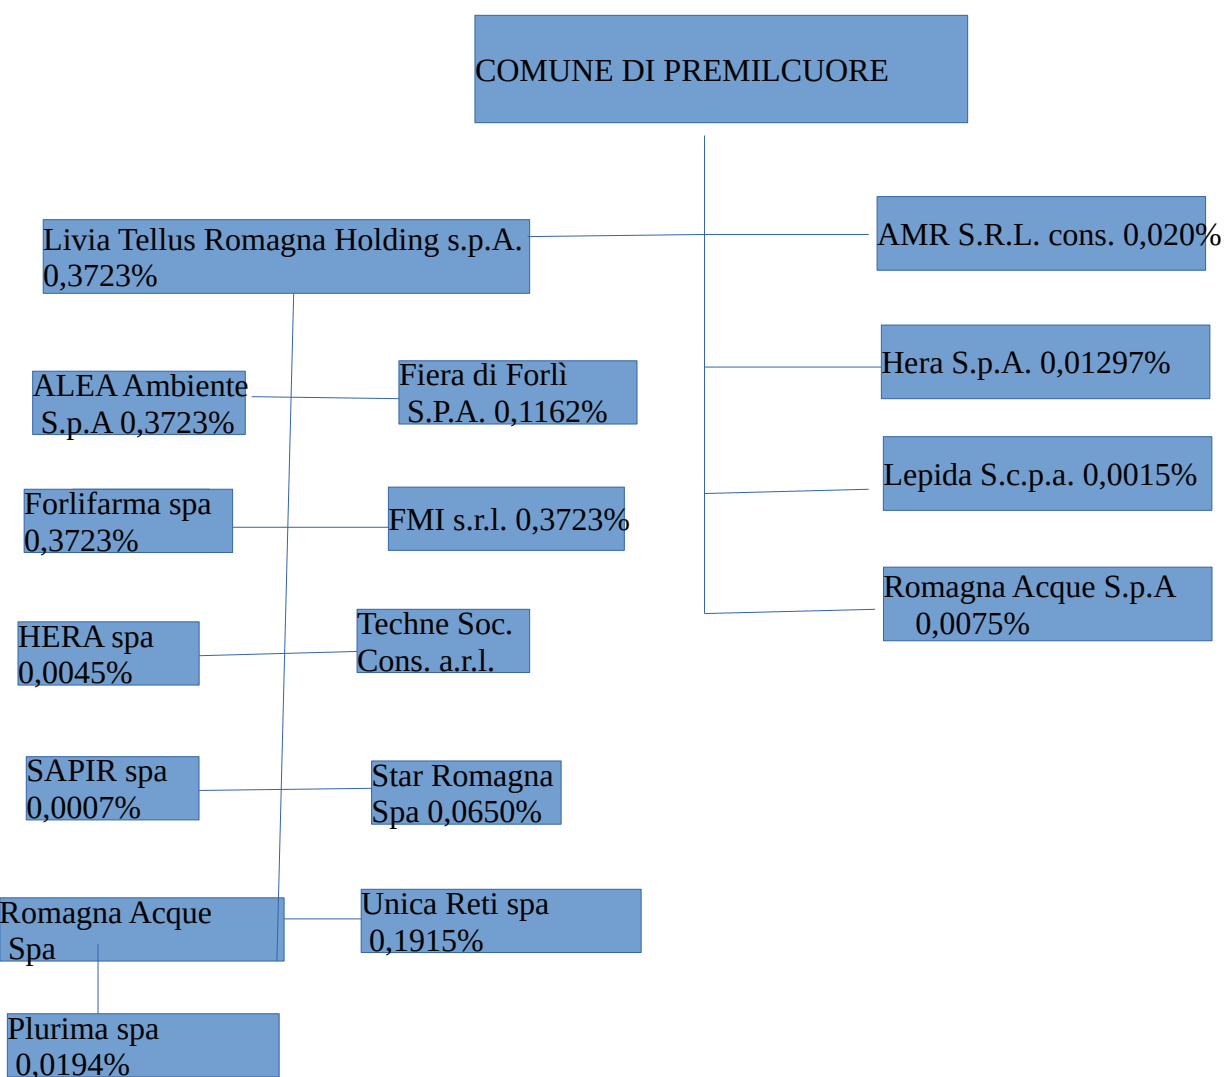 COMUNE DI PREMILCUORE
Livia Tellus Romagna Holding s.p.A.
0,3723%
AMR S.R.L. cons. 0,020%
Hera S.p.A. 0,01297%
Lepida S.c.p.a. 0,0015%
Romagna Acque S.p.A
0,0075%
ALEA Ambiente
S.p.A 0,3723%
Fiera di Forlì
S.P.A. 0,1162%
Forlifarma spa
0,3723%
FMI s.r.l. 0,3723%
HERA spa
0,0045%
Techne Soc.
Cons. a.r.l.
SAPIR spa
0,0007%
Star Romagna
Spa 0,0650%
Romagna Acque
Spa
Unica Reti spa
0,1915%
Plurima spa
0,0194%